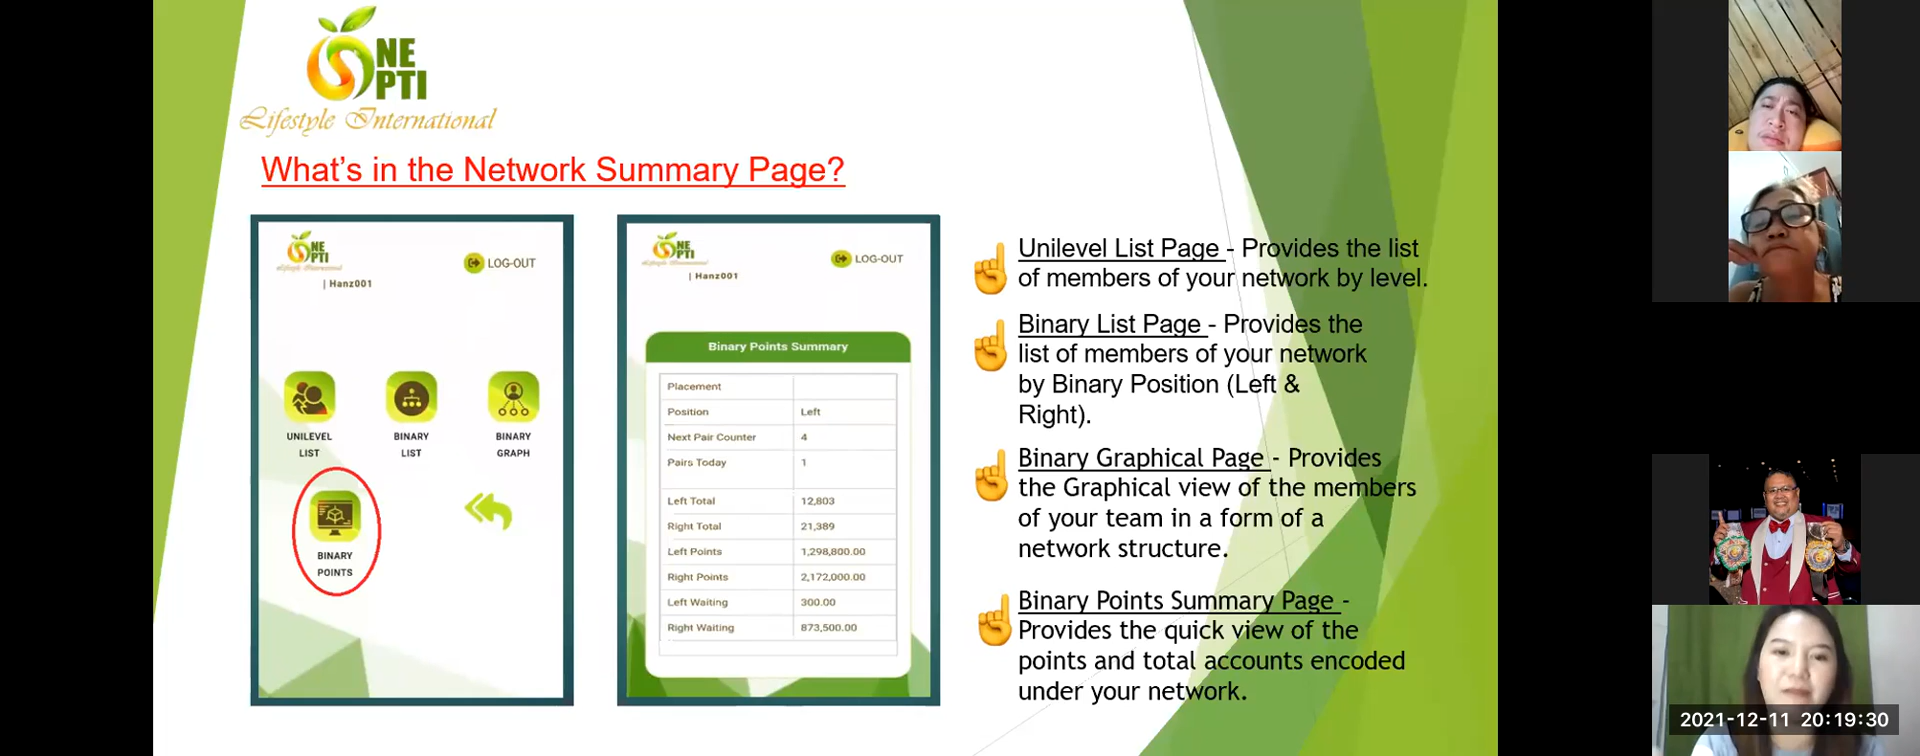 NE
PTI
Lifestyle International
What's in the Network Summary Page?
NE
PTI
Lifestyle International
LOG-OUT
| Hanz001
UNILEVEL
LIST
BINARY
LIST
BINARY
GRAPH
BINARY
POINTS
NE
PTI
Lifestyle International
LOG-OUT
| Hanz001
Binary Points Summary
Placement
Position Left
Next Pair Counter 4
Pairs Today 1
Left Total 12,803
Right Total 21,389
Left Points 1,298,800.00
Right Points 2,172,000.00
Left Waiting 300.00
Right Waiting 873,500.00
Unilevel List Page - Provides the list
of members of your network by level.
Binary List Page - Provides the
list of members of your network
by Binary Position (Left &
Right).
Binary Graphical Page - Provides
the Graphical view of the members
of your team in a form of a
network structure.
Binary Points Summary Page -
Provides the quick view of the
points and total accounts encoded
under your network.
2021-12-11 20:19:30